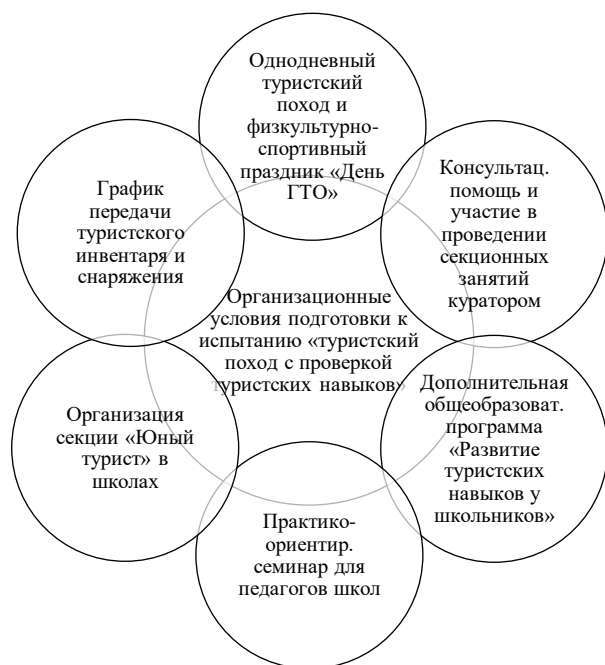 Однодневный
туристский
поход и
физкультурно-
спортивный
праздник «День
ГТО»
Консультац.
помощь и
участие в
проведении
секционных
занятий
куратором
Дополнительная
общеобразоват.
программа
«Развитие
туристских
навыков у
школьников»
Практико-
ориентир.
семинар для
педагогов школ
Организация
секции «Юный
турист» в
школах
График
передачи
туристского
инвентаря и
снаряжения
Организационные
условия подготовки к
испытанию «туристский
поход с проверкой
туристских навыков»